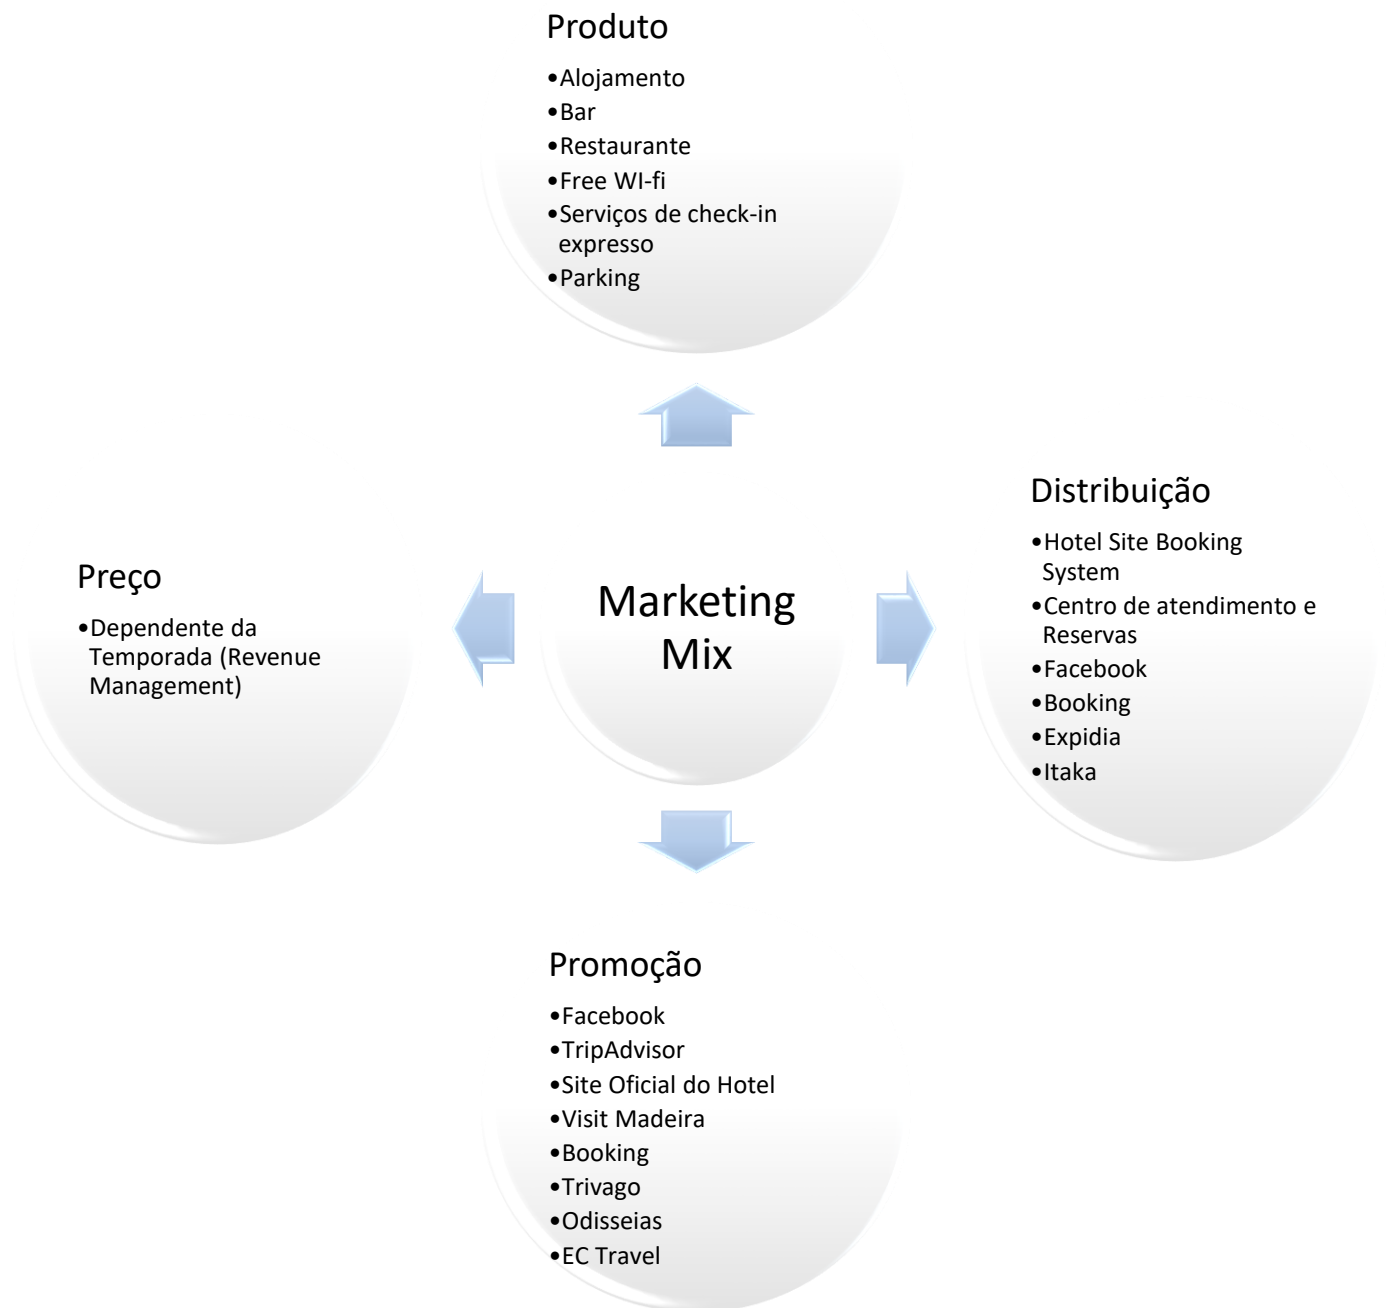 Produto
•Alojamento
•Bar
•Restaurante
•Free WI-fi
•Serviços de check-in
expresso
•Parking
Distribuição
•Hotel Site Booking
System
•Centro de atendimento e
Reservas
•Facebook
•Booking
•Expidia
•Itaka
Preço
•Dependente da
Temporada (Revenue
Management)
Marketing
Mix
Promoção
•Facebook
•TripAdvisor
•Site Oficial do Hotel
•Visit Madeira
•Booking
•Trivago
•Odisseias
•EC Travel